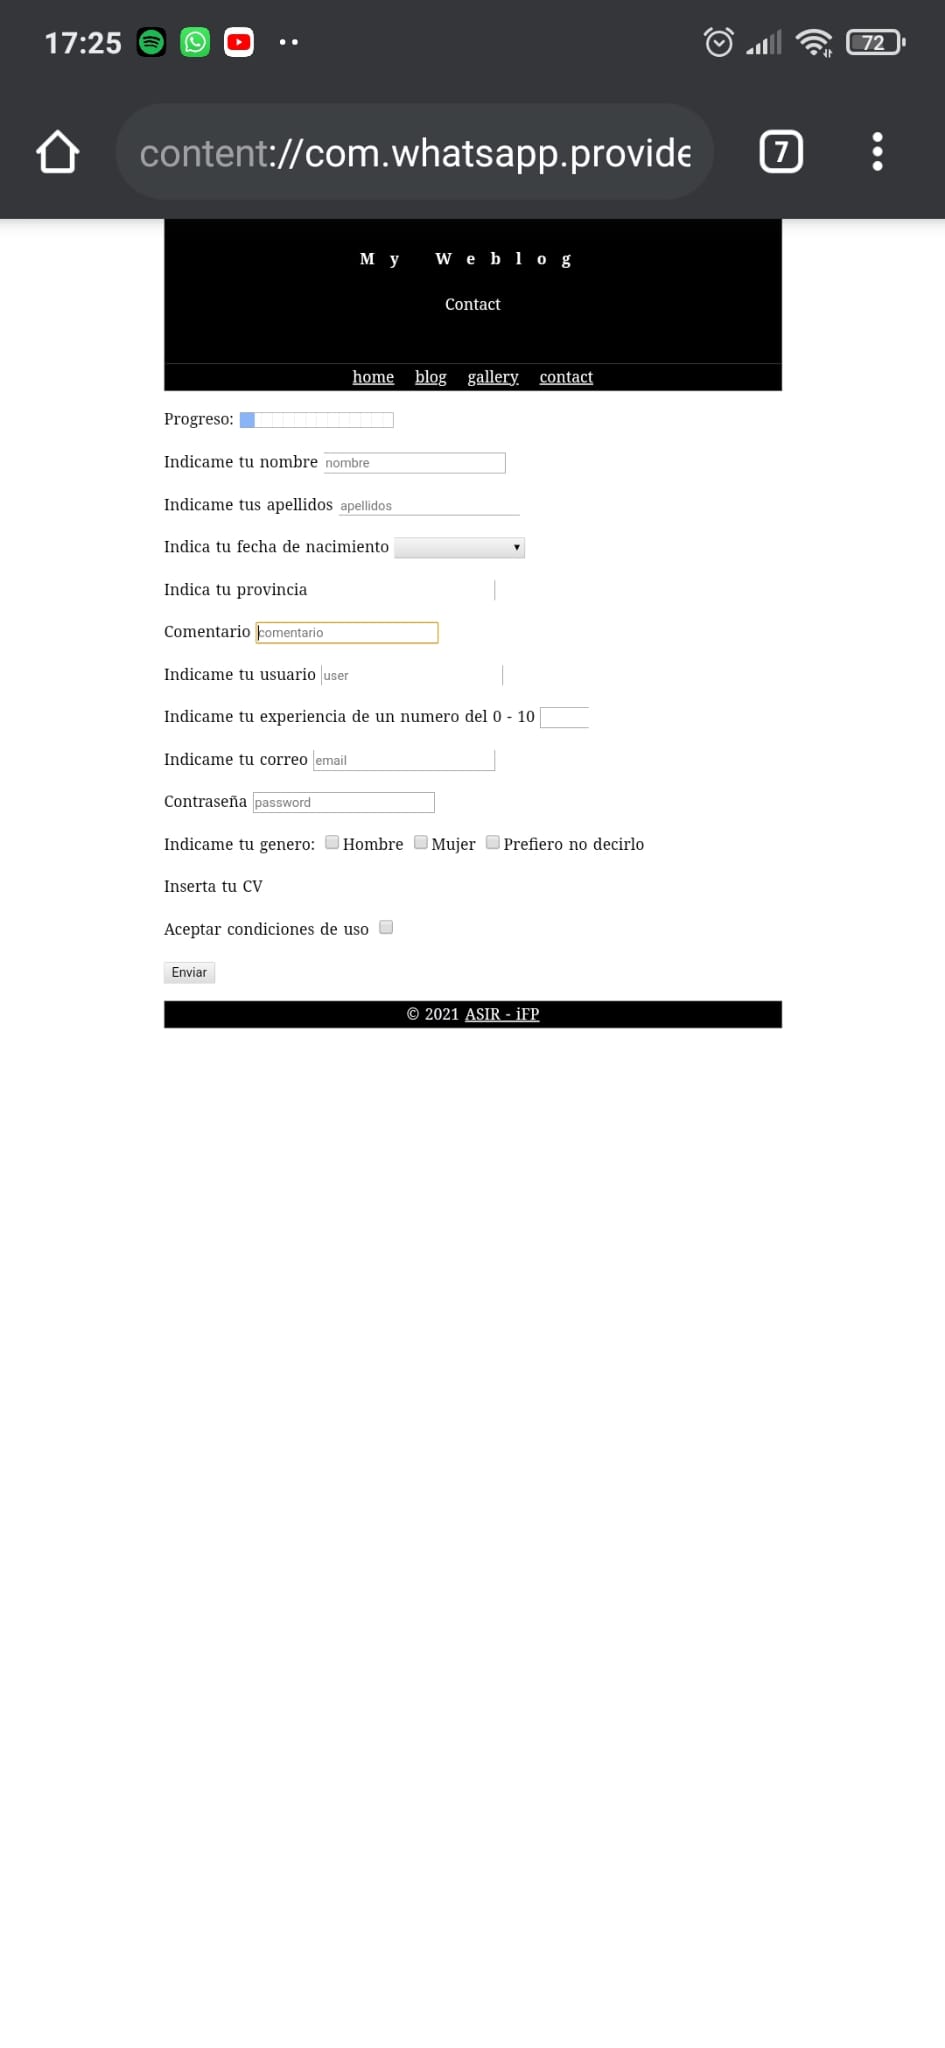 17:25
72
content://com.whatsapp.provide
7
My Weblog
Contact
home blog gallery contact
Progreso:
Indicame tu nombre nombre
Indicame tus apellidos apellidos
Indica tu fecha de nacimiento
Indica tu provincia
Comentario comentario
Indicame tu usuario user
Indicame tu experiencia de un numero del 0 - 10
Indicame tu correo email
Contraseña password
Indicame tu genero: Hombre Mujer Prefiero no decirlo
Inserta tu CV
Aceptar condiciones de uso
Enviar
© 2021 ASIR - iFP